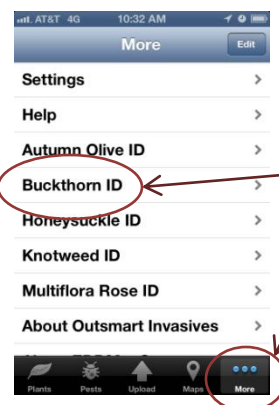 AT&T 4G 10:32 AM
More Edit
Settings
Help
Autumn Olive ID
Buckthorn ID
Honeysuckle ID
Knotweed ID
Multiflora Rose ID
About Outsmart Invasives
Plants Pests Upload Maps More